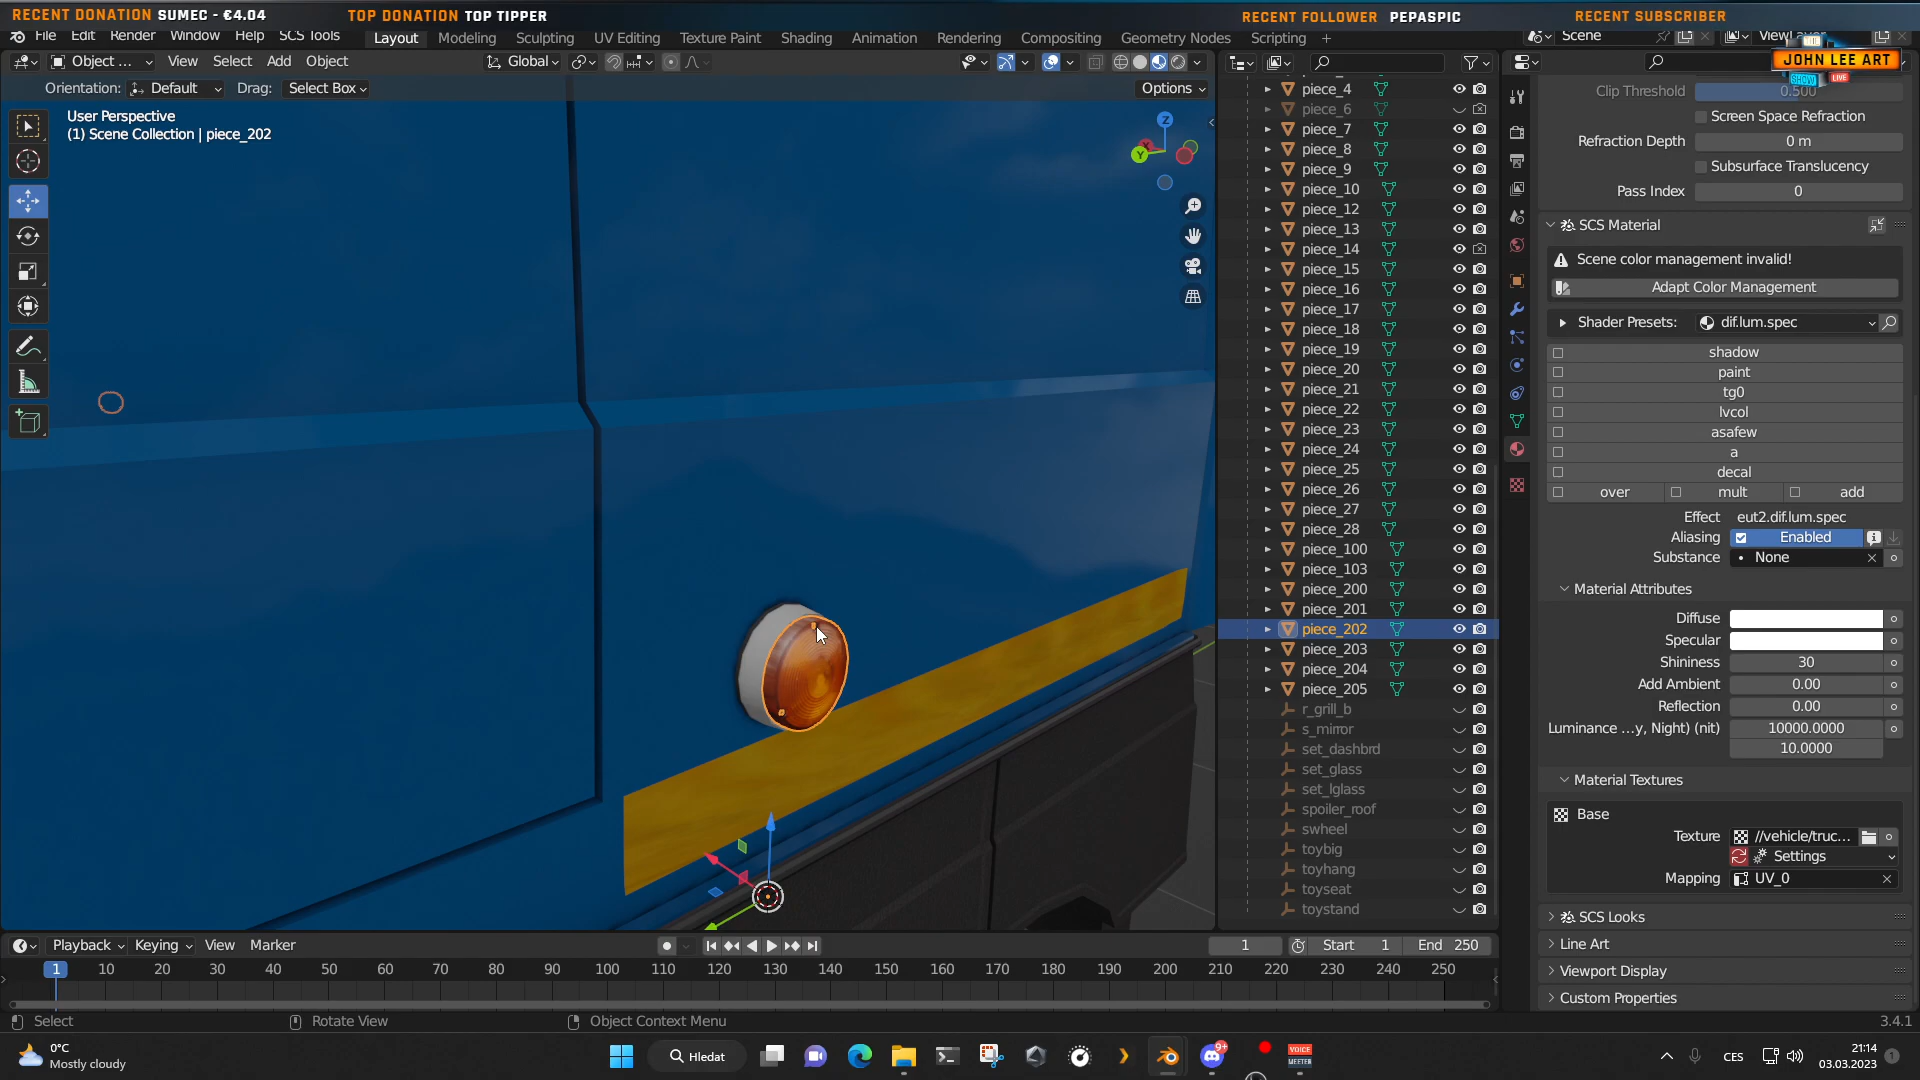 RECENT DONATION SUMEC - €4.04
TOP DONATION TOP TIPPER
RECENT FOLLOWER PEPASPIC
RECENT SUBSCRIBER
File Edit Render Window Help SCS Tools
Layout Modeling Sculpting UV Editing Texture Paint Shading Animation Rendering Compositing Geometry Nodes Scripting +
Scene
ViewLayer
THE
JOHN LEE ART
SHOW LIVE
Object ... View Select Add Object
Global
Orientation: Default Drag: Select Box
Options
User Perspective
(1) Scene Collection | piece_202
Z
X
Y
piece_4
piece_6
piece_7
piece_8
piece_9
piece_10
piece_12
piece_13
piece_14
piece_15
piece_16
piece_17
piece_18
piece_19
piece_20
piece_21
piece_22
piece_23
piece_24
piece_25
piece_26
piece_27
piece_28
piece_100
piece_103
piece_200
piece_201
piece_202
piece_203
piece_204
piece_205
r_grill_b
s_mirror
set_dashbrd
set_glass
set_lglass
spoiler_roof
swheel
toybig
toyhang
toyseat
toystand
Clip Threshold 0.500
Screen Space Refraction
Refraction Depth 0 m
Subsurface Translucency
Pass Index 0
SCS Material
Scene color management invalid!
Adapt Color Management
Shader Presets: dif.lum.spec
shadow
paint
tg0
lvcol
asafew
a
decal
over mult add
Effect eut2.dif.lum.spec
Aliasing Enabled
Substance None
Material Attributes
Diffuse
Specular
Shininess 30
Add Ambient 0.00
Reflection 0.00
Luminance ...y, Night) (nit) 10000.0000
10.0000
Material Textures
Base
Texture //vehicle/truc...
Settings
Mapping UV_0
SCS Looks
Line Art
Viewport Display
Custom Properties
Playback Keying View Marker
1 Start 1 End 250
1 10 20 30 40 50 60 70 80 90 100 110 120 130 140 150 160 170 180 190 200 210 220 230 240 250
Select Rotate View Object Context Menu
3.4.1
0°C
Mostly cloudy
Hledat
9+
VOICE
MEETER
CES
21:14
03.03.2023
1